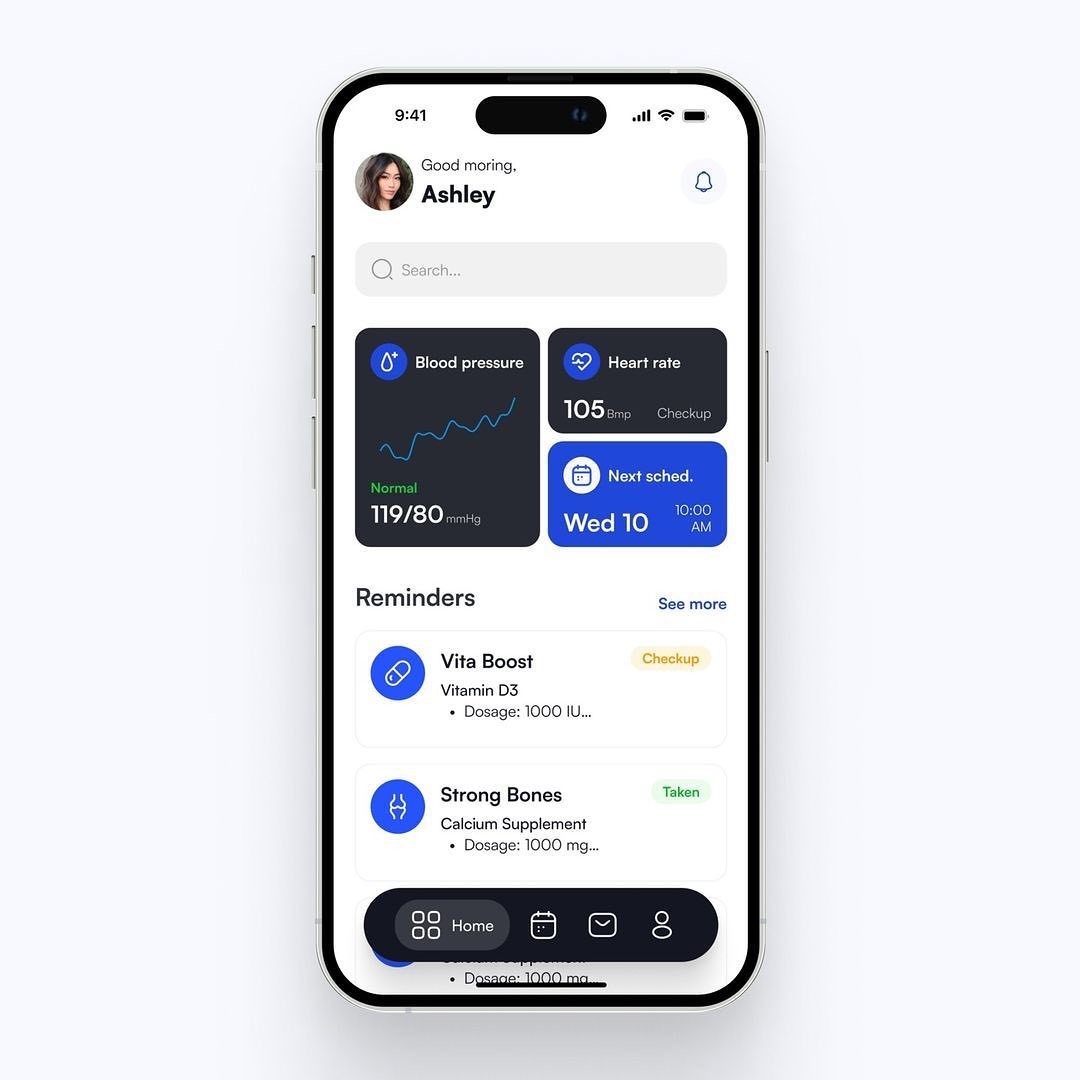 9:41
Good moring,
Ashley
Search...
Blood pressure
Normal
119/80 mmHg
Heart rate
105 Bmp Checkup
Next sched.
Wed 10 10:00
AM
Reminders
See more
Vita Boost Checkup
Vitamin D3
• Dosage: 1000 IU...
Strong Bones Taken
Calcium Supplement
• Dosage: 1000 mg...
Home
• Dosage: 1000 mg...